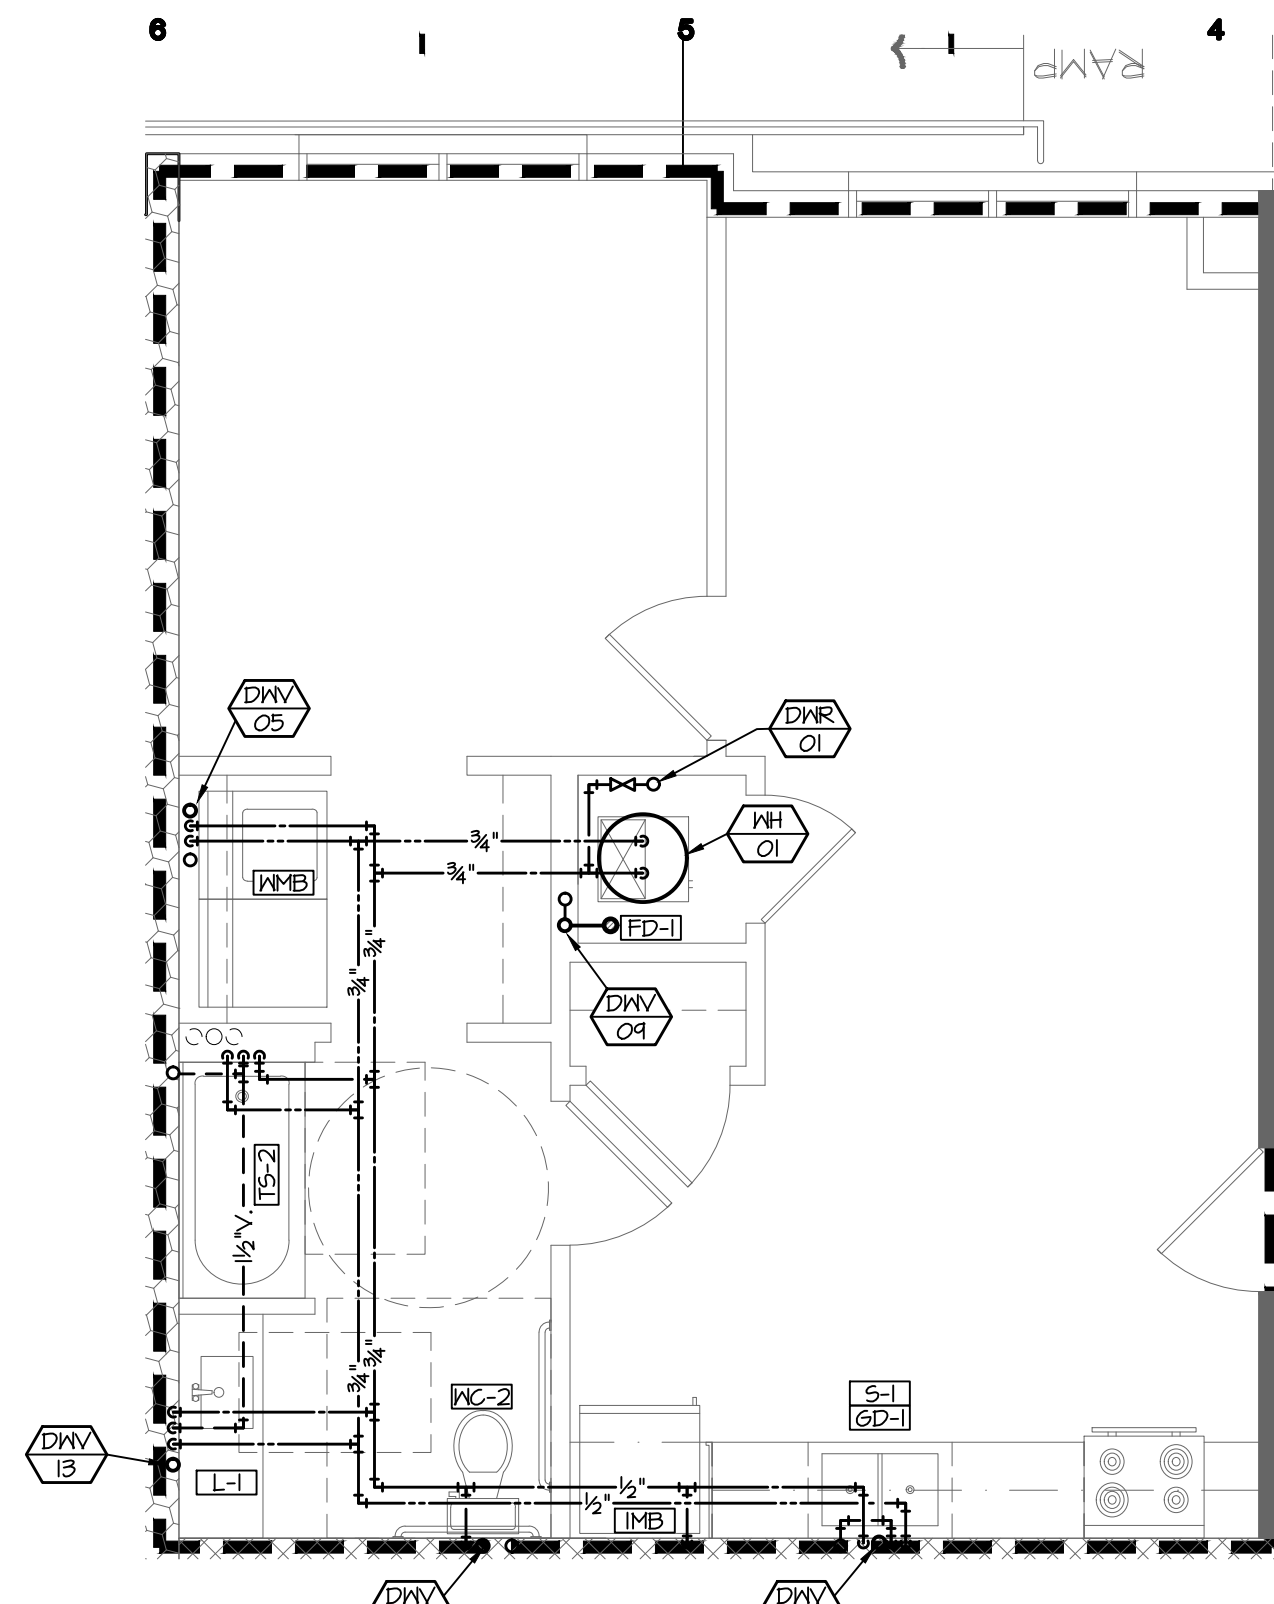 6
5
4
RAMP
DWV
05
DWR
01
3/4"
WH
01
3/4"
WMB
FD-1
3/4"
3/4"
DWV
09
TS-2
1½"V.
3/4"
3/4"
WC-2
S-1
GD-1
DWV
13
L-1
1/2"
1/2"
IMB
DWV
DWV